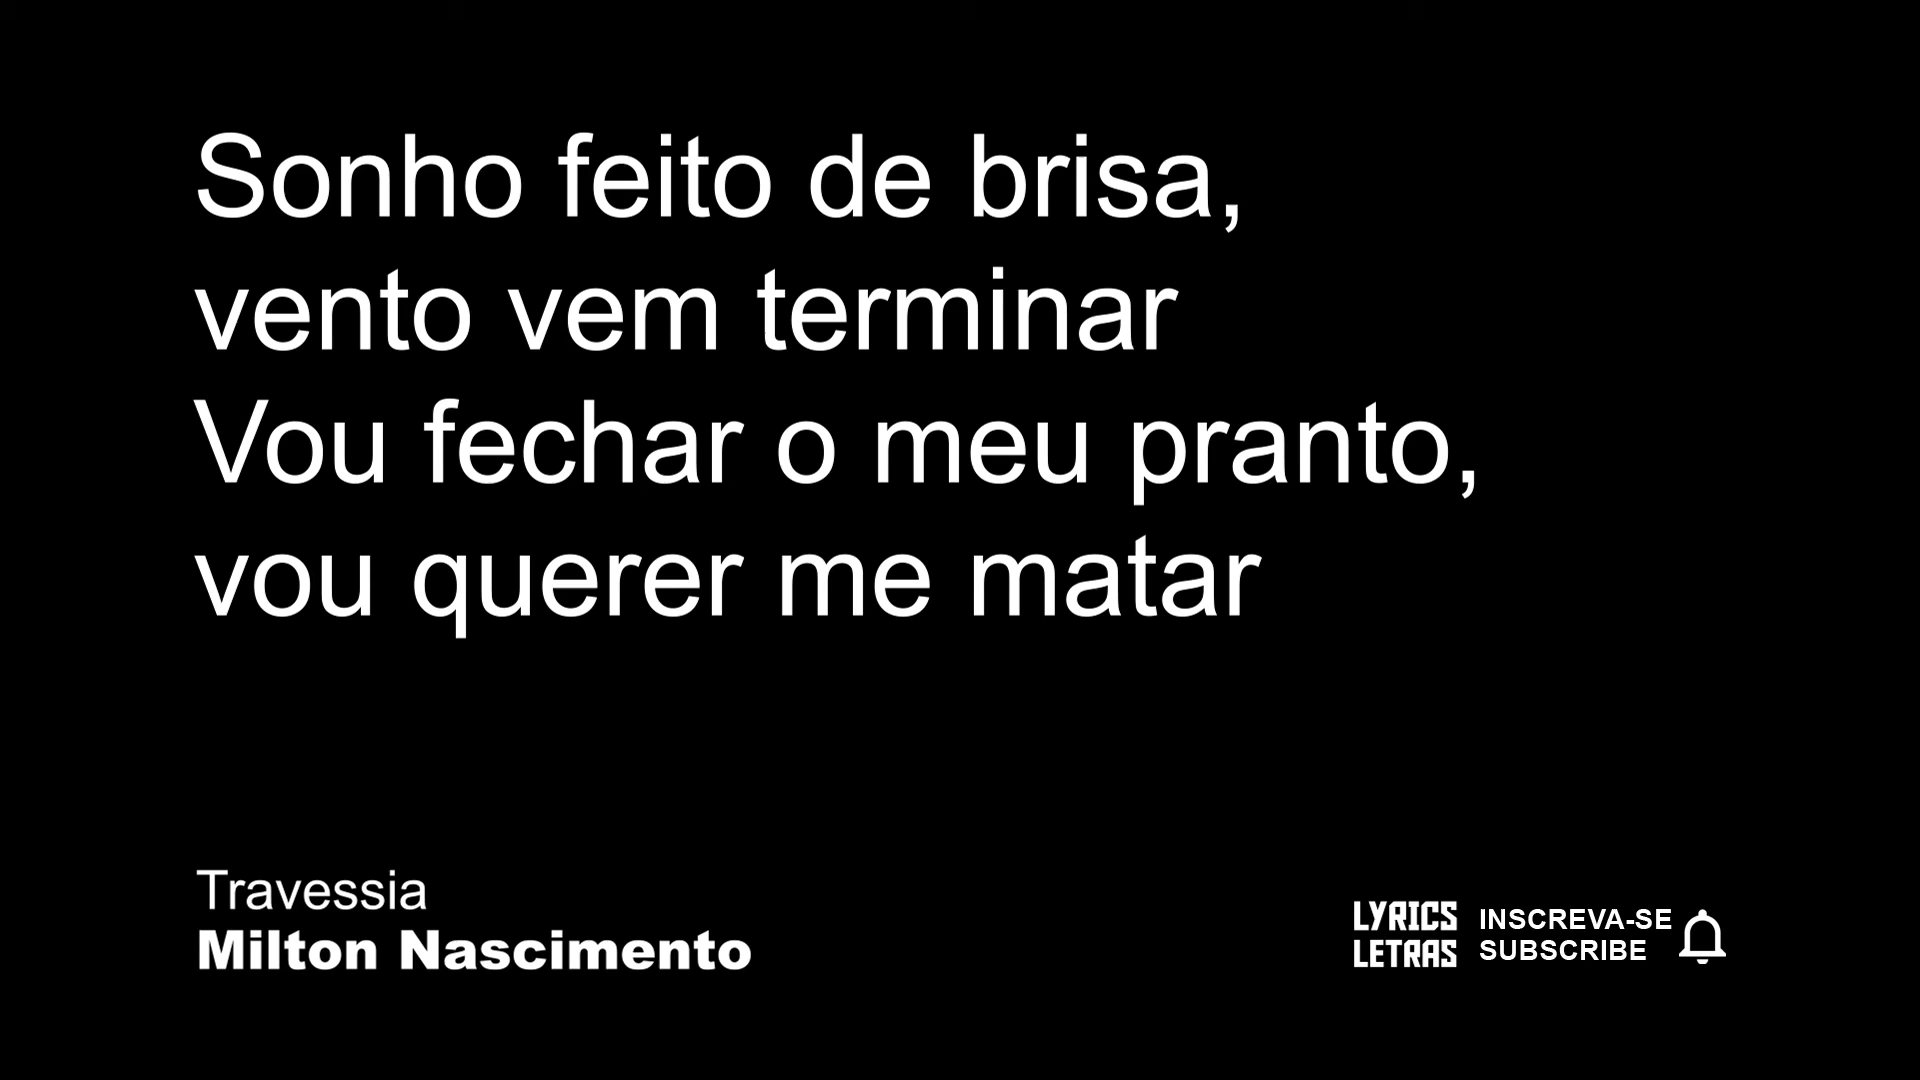 Sonho feito de brisa,
vento vem terminar
Vou fechar o meu pranto,
vou querer me matar
Travessia
Milton Nascimento
LYRICS
LETRAS
INSCREVA-SE
SUBSCRIBE